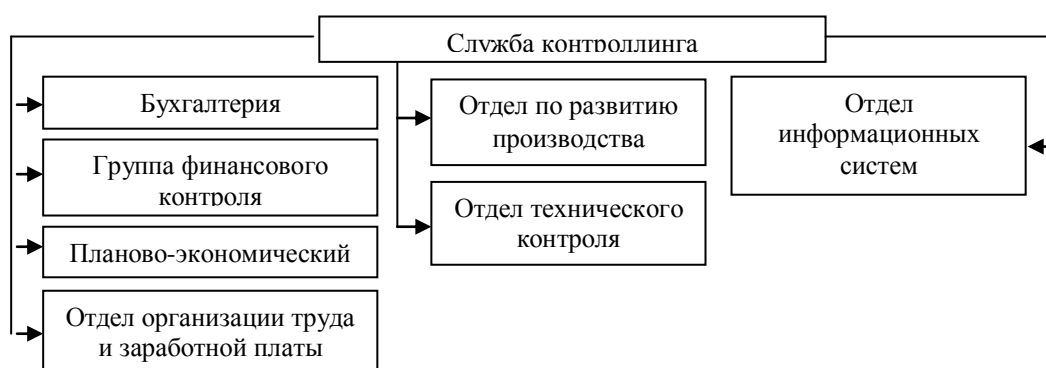 Служба контроллинга
Бухгалтерия
Группа финансового
контроля
Планово-экономический
Отдел организации труда
и заработной платы
Отдел по развитию
производства
Отдел технического
контроля
Отдел
информационных
систем